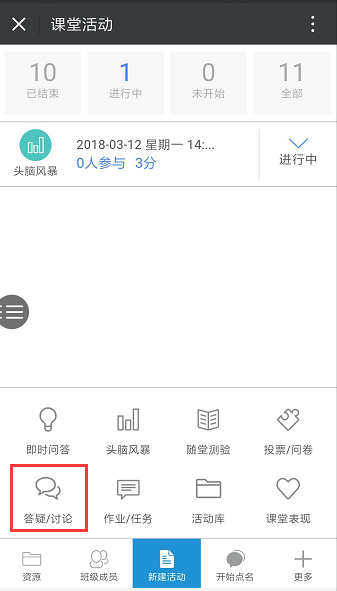 课堂活动
10 1 0 11
已结束 进行中 未开始 全部
2018-03-12 星期一 14:...
0人参与 3分
头脑风暴 进行中
即时问答 头脑风暴 随堂测验 投票/问卷
答疑/讨论 作业/任务 活动库 课堂表现
资源 班级成员 新建活动 开始点名 更多